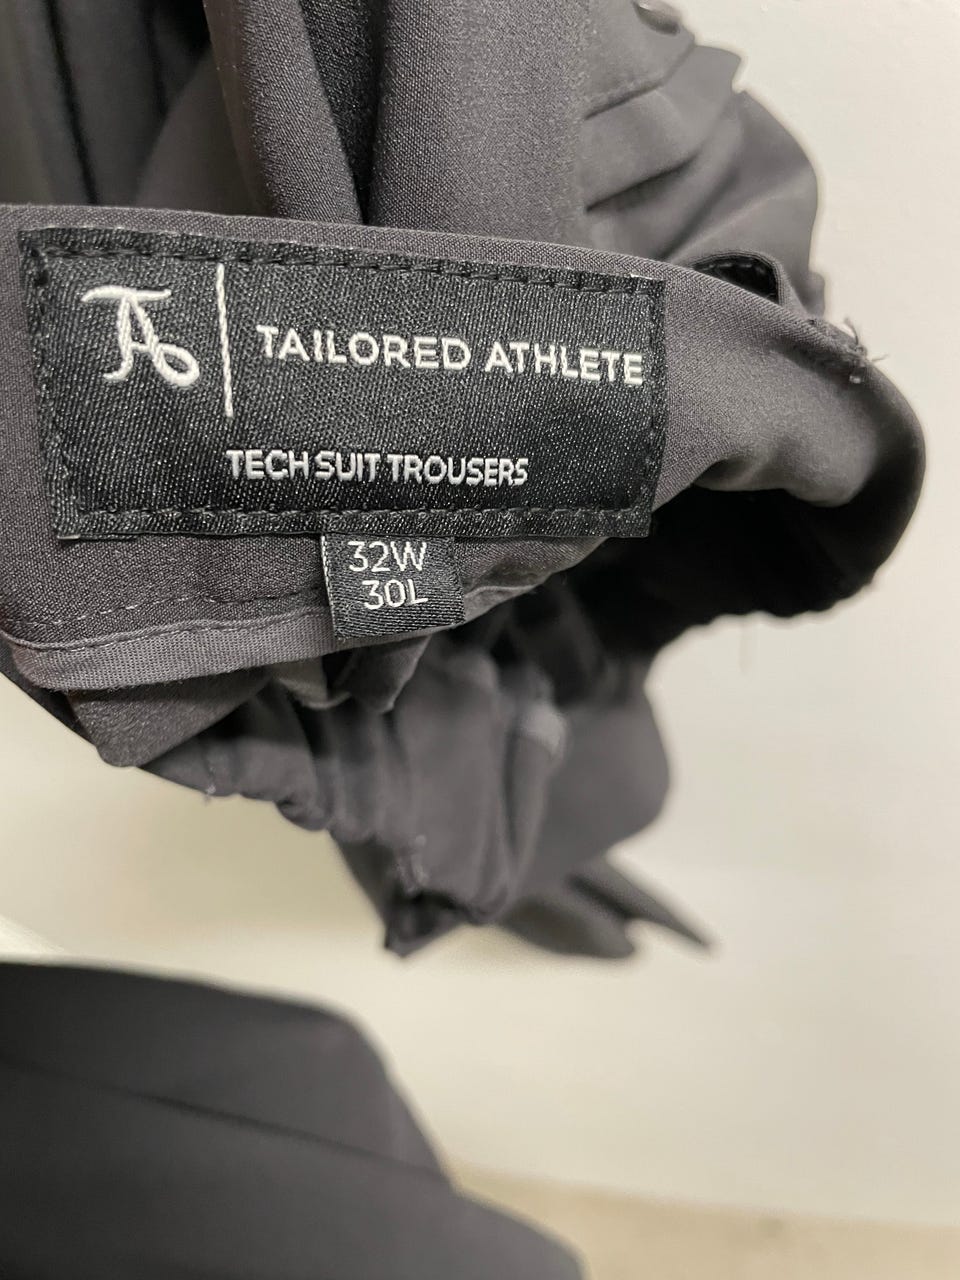 TA
TAILORED ATHLETE
TECH SUIT TROUSERS
32W
30L